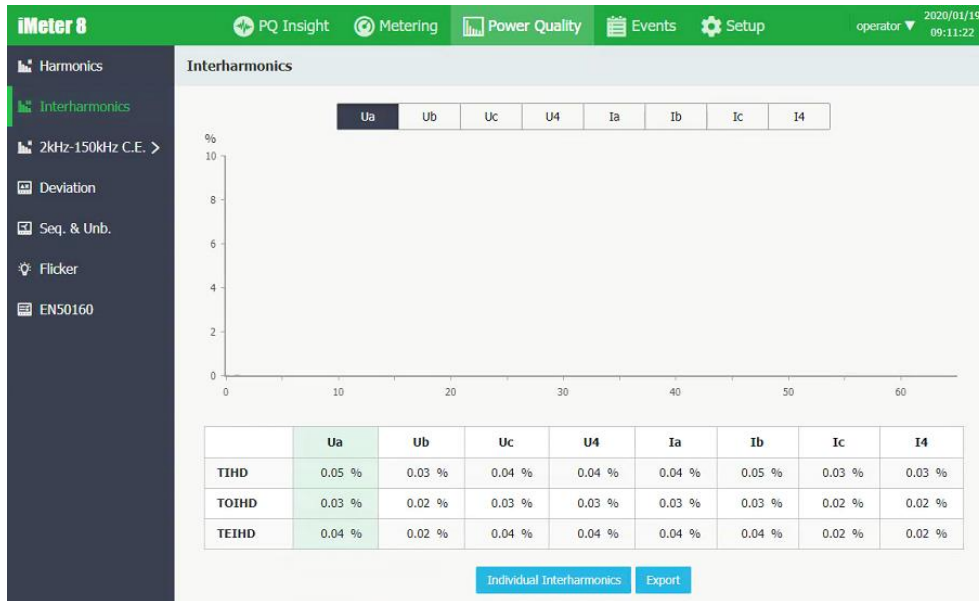 iMeter 8
PQ Insight Metering Power Quality Events Setup operator ▼ 2020/01/19
09:11:22
Harmonics
Interharmonics
2kHz-150kHz C.E. >
Deviation
Seq. & Unb.
Flicker
EN50160
Interharmonics
Ua Ub Uc U4 Ia Ib Ic I4
%
10
8
6
4
2
0
0 10 20 30 40 50 60
Ua Ub Uc U4 Ia Ib Ic I4
TIHD 0.05 % 0.03 % 0.04 % 0.04 % 0.04 % 0.05 % 0.03 % 0.03 %
TOIHD 0.03 % 0.02 % 0.03 % 0.03 % 0.03 % 0.03 % 0.02 % 0.02 %
TEIHD 0.04 % 0.02 % 0.04 % 0.04 % 0.04 % 0.04 % 0.02 % 0.02 %
Individual Interharmonics Export